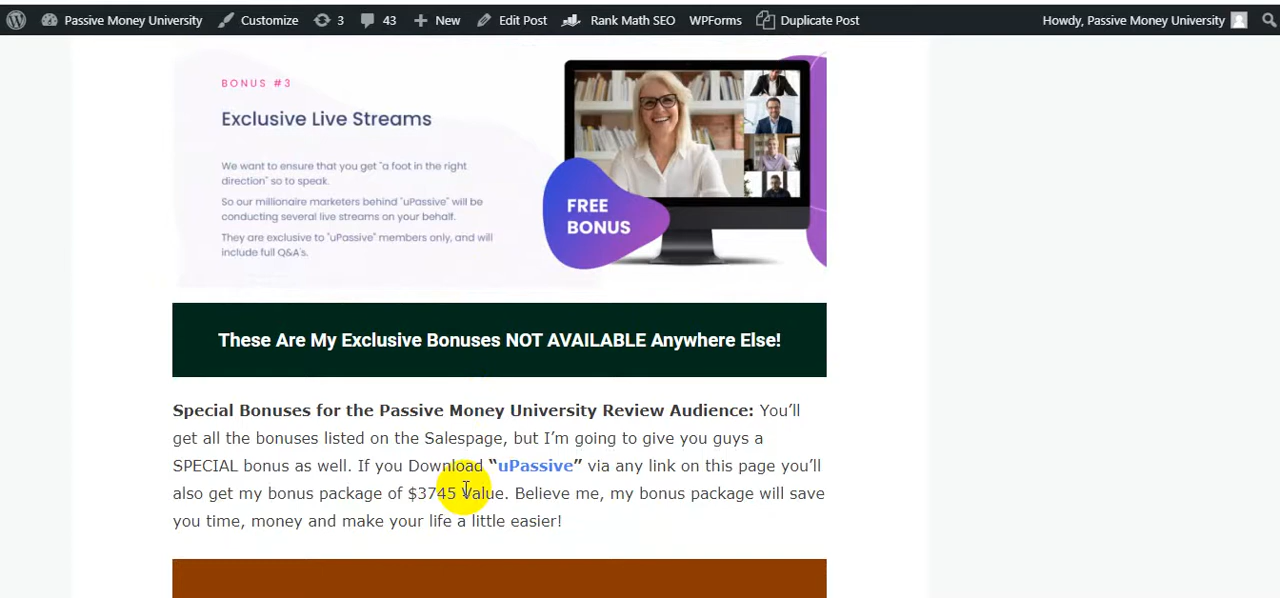 Passive Money University Customize 3 43 New Edit Post Rank Math SEO WPForms Duplicate Post Howdy, Passive Money University
BONUS #3
Exclusive Live Streams
We want to ensure that you get "a foot in the right
direction" so to speak.
So our millionaire marketers behind "uPassive" will be
conducting several live streams on your behalf.
They are exclusive to "uPassive" members only, and will
include full Q&A's.
FREE
BONUS
These Are My Exclusive Bonuses NOT AVAILABLE Anywhere Else!
Special Bonuses for the Passive Money University Review Audience: You’ll
get all the bonuses listed on the Salespage, but I’m going to give you guys a
SPECIAL bonus as well. If you Download “uPassive” via any link on this page you’ll
also get my bonus package of $3745 Value. Believe me, my bonus package will save
you time, money and make your life a little easier!